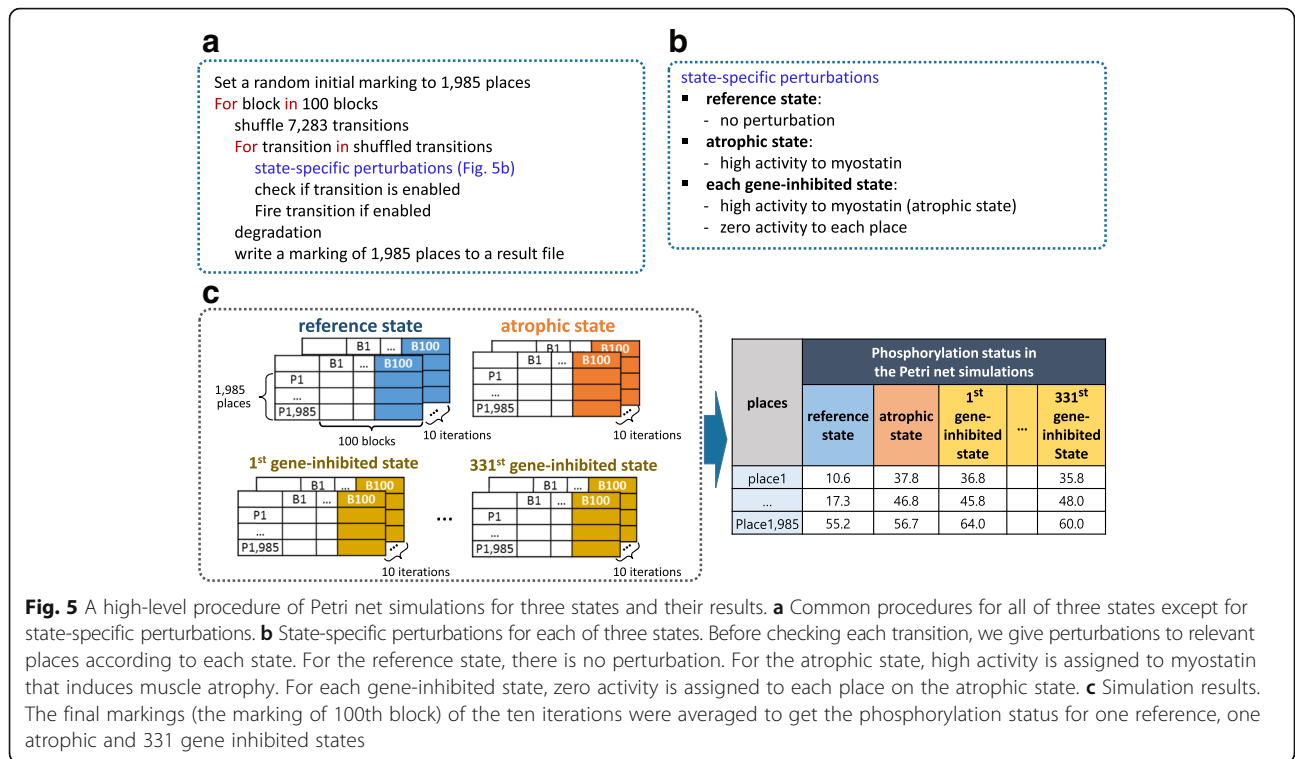 a
Set a random initial marking to 1,985 places
For block in 100 blocks
shuffle 7,283 transitions
For transition in shuffled transitions
state-specific perturbations (Fig. 5b)
check if transition is enabled
Fire transition if enabled
degradation
write a marking of 1,985 places to a result file
b
state-specific perturbations
▪ reference state:
- no perturbation
▪ atrophic state:
- high activity to myostatin
▪ each gene-inhibited state:
- high activity to myostatin (atrophic state)
- zero activity to each place
c
reference state
B1 ... B100
B1 ... B100
P1
...
P1,985
1,985
places
100 blocks
...
10 iterations
atrophic state
B1 ... B100
B1 ... B100
P1
...
P1,985
...
10 iterations
1st gene-inhibited state
B1 ... B100
B1 ... B100
P1
...
P1,985
...
10 iterations
...
331st gene-inhibited state
B1 ... B100
B1 ... B100
P1
...
P1,985
...
10 iterations
places
Phosphorylation status in
the Petri net simulations
reference
state
atrophic
state
1st
gene-
inhibited
state
...
331st
gene-
inhibited
State
place1 10.6 37.8 36.8 35.8
... 17.3 46.8 45.8 48.0
Place1,985 55.2 56.7 64.0 60.0
Fig. 5 A high-level procedure of Petri net simulations for three states and their results. a Common procedures for all of three states except for
state-specific perturbations. b State-specific perturbations for each of three states. Before checking each transition, we give perturbations to relevant
places according to each state. For the reference state, there is no perturbation. For the atrophic state, high activity is assigned to myostatin
that induces muscle atrophy. For each gene-inhibited state, zero activity is assigned to each place on the atrophic state. c Simulation results.
The final markings (the marking of 100th block) of the ten iterations were averaged to get the phosphorylation status for one reference, one
atrophic and 331 gene inhibited states